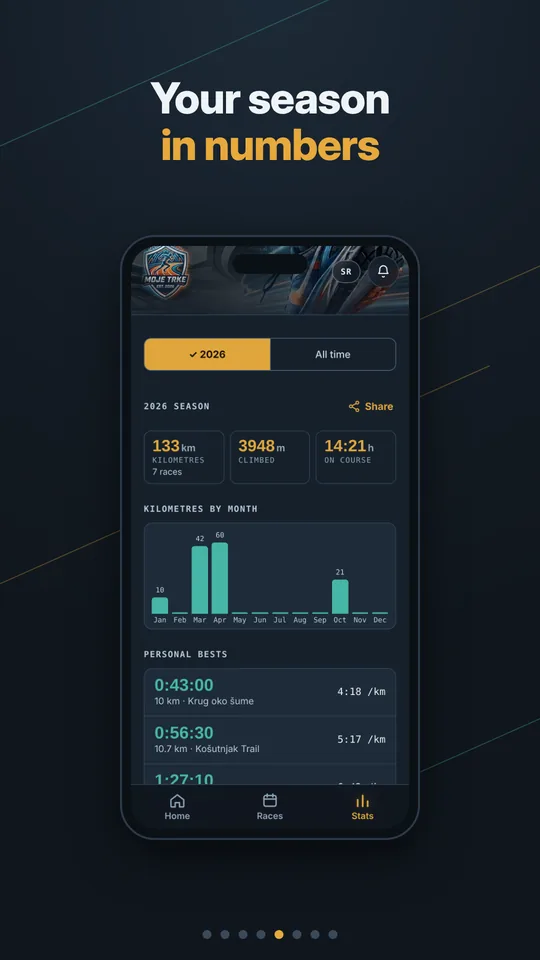 Your season
in numbers
MOJE TRKE
SR
✓ 2026
All time
2026 SEASON
Share
133 km
KILOMETRES
7 races
3948 m
CLIMBED
14:21 h
ON COURSE
KILOMETRES BY MONTH
10
42
60
21
Jan Feb Mar Apr May Jun Jul Aug Sep Oct Nov Dec
PERSONAL BESTS
0:43:00
10 km · Krug oko šume
4:18 /km
0:56:30
10.7 km · Košutnjak Trail
5:17 /km
1:27:10
Home
Races
Stats